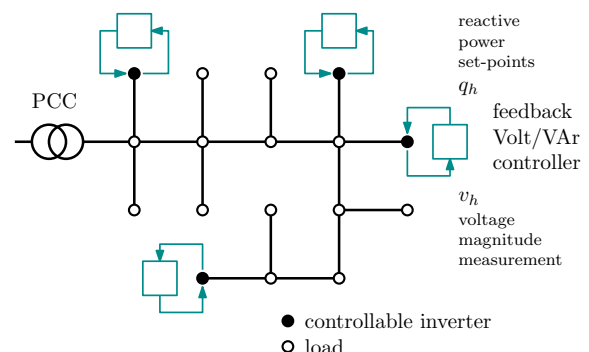 reactive
power
set-points
q_h
PCC
feedback
Volt/VAr
controller
v_h
voltage
magnitude
measurement
controllable inverter
load